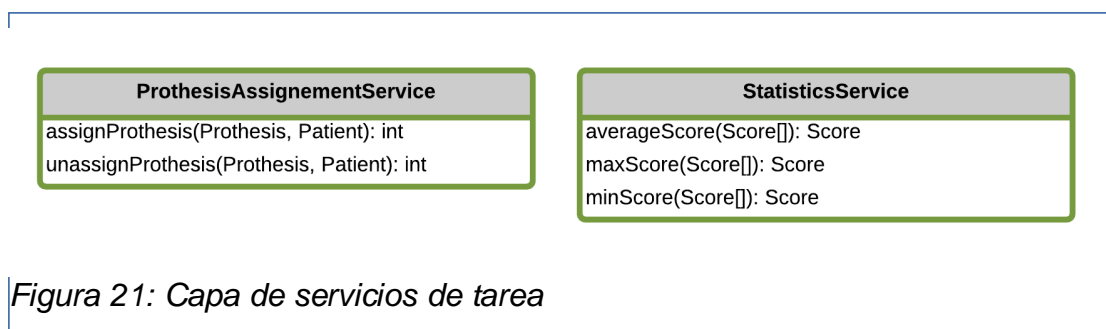 ProthesisAssignementService
assignProthesis(Prothesis, Patient): int
unassignProthesis(Prothesis, Patient): int
StatisticsService
averageScore(Score[]): Score
maxScore(Score[]): Score
minScore(Score[]): Score
Figura 21: Capa de servicios de tarea